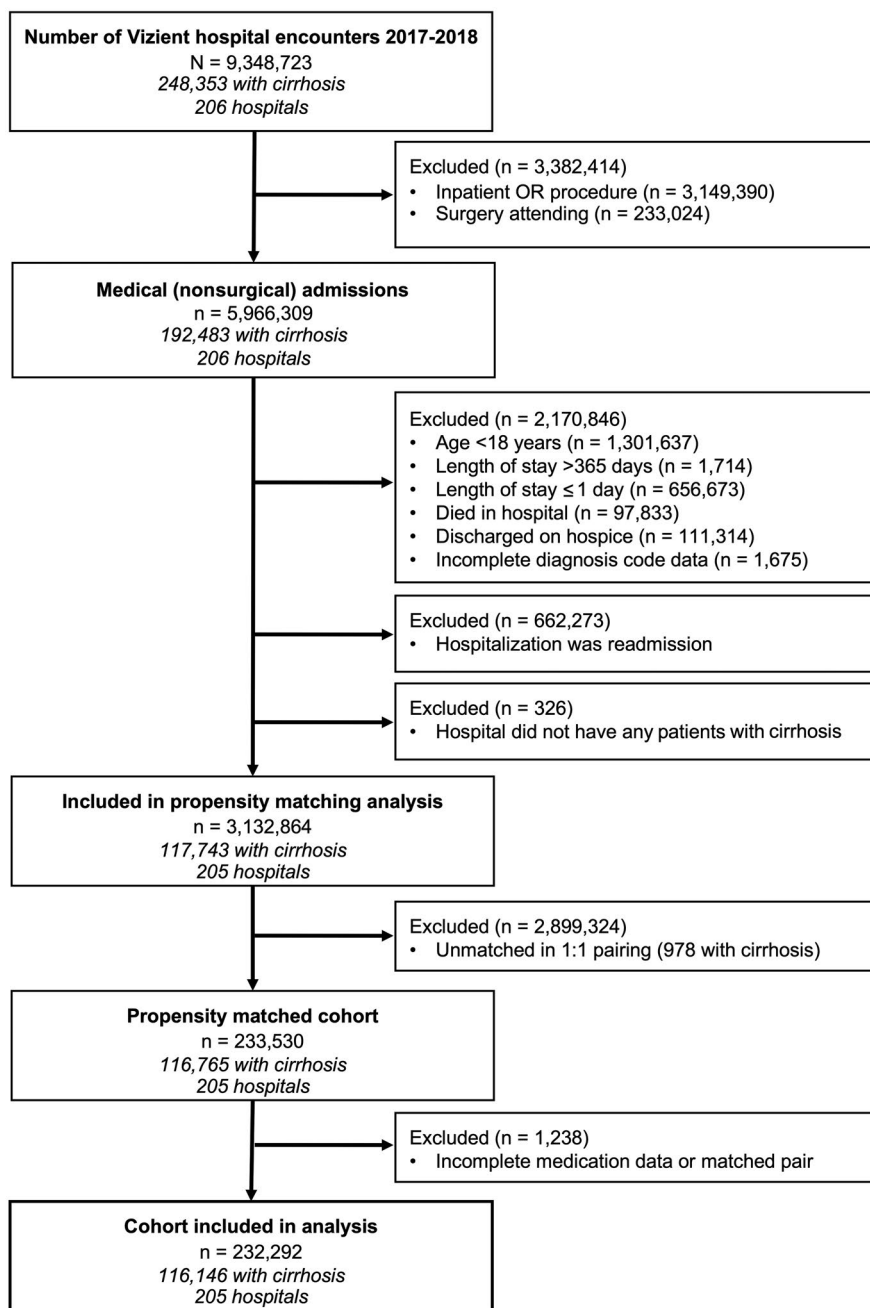 Number of Vizient hospital encounters 2017-2018
N = 9,348,723
248,353 with cirrhosis
206 hospitals
Excluded (n = 3,382,414)
• Inpatient OR procedure (n = 3,149,390)
• Surgery attending (n = 233,024)
Medical (nonsurgical) admissions
n = 5,966,309
192,483 with cirrhosis
206 hospitals
Excluded (n = 2,170,846)
• Age <18 years (n = 1,301,637)
• Length of stay >365 days (n = 1,714)
• Length of stay ≤ 1 day (n = 656,673)
• Died in hospital (n = 97,833)
• Discharged on hospice (n = 111,314)
• Incomplete diagnosis code data (n = 1,675)
Excluded (n = 662,273)
• Hospitalization was readmission
Excluded (n = 326)
• Hospital did not have any patients with cirrhosis
Included in propensity matching analysis
n = 3,132,864
117,743 with cirrhosis
205 hospitals
Excluded (n = 2,899,324)
• Unmatched in 1:1 pairing (978 with cirrhosis)
Propensity matched cohort
n = 233,530
116,765 with cirrhosis
205 hospitals
Excluded (n = 1,238)
• Incomplete medication data or matched pair
Cohort included in analysis
n = 232,292
116,146 with cirrhosis
205 hospitals